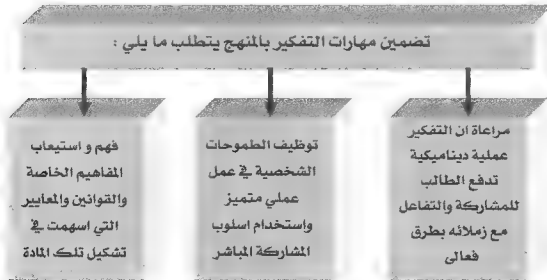 تضمين مهارات التفكير بالمنهج يتطلب ما يلي :
مراعاة ان التفكير
عملية ديناميكية
تدفع الطالب
للمشاركة والتفاعل
مع زملائه بطرق
فعالى
توظيف الطموحات
الشخصية في عمل
عملي متميز
واستخدام اسلوب
المشاركة المباشر
فهم و استيعاب
المفاهيم الخاصة
والقوانين والمعايير
التي اسهمت في
تشكيل تلك المادة